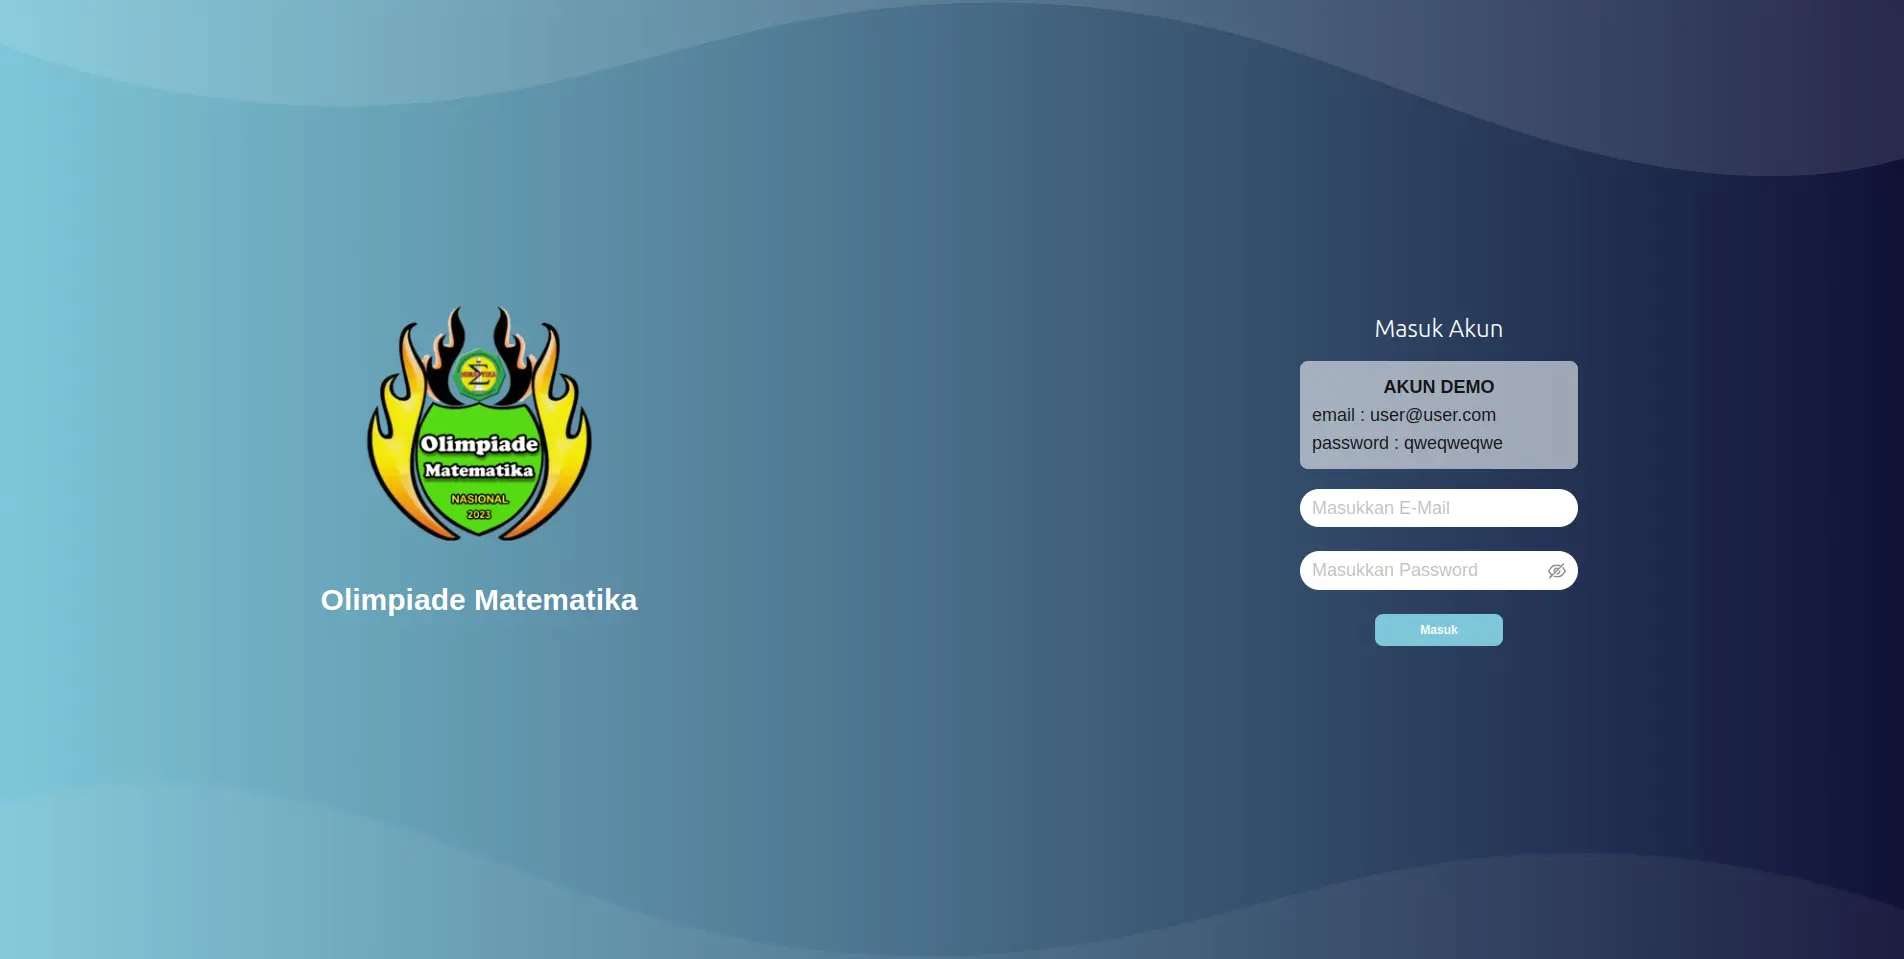 Olimpiade
Matematika
NASIONAL
2023
Olimpiade Matematika
Masuk Akun
AKUN DEMO
email : user@user.com
password : qweqweqwe
Masukkan E-Mail
Masukkan Password
Masuk